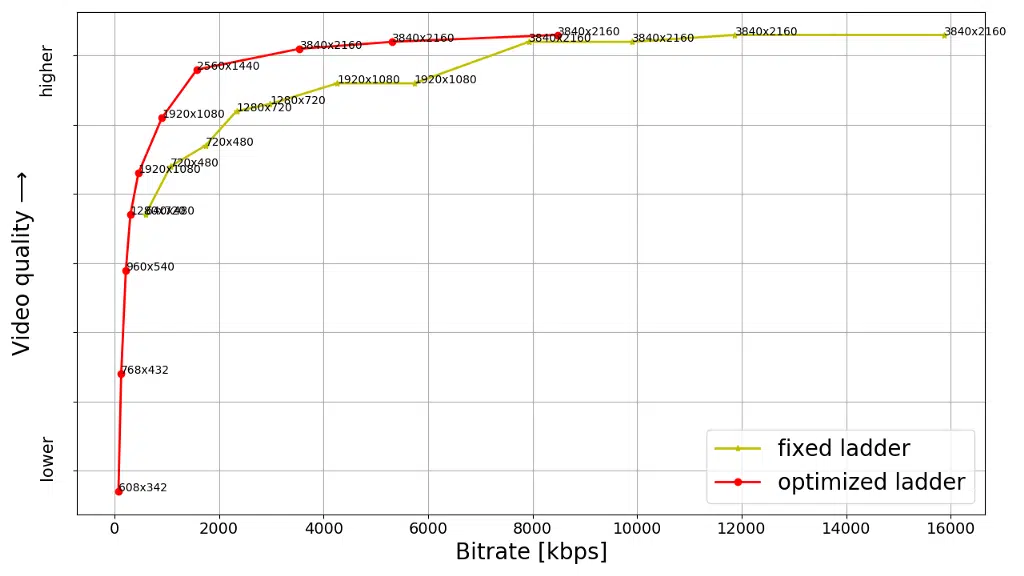 higher
3840x2160
3840x2160
3840x2160
3840x2160
3840x2160
3840x2160
3840x2160
2560x1440
1920x1080
1920x1080
1280x720
1280x720
1920x1080
720x480
720x480
1920x1080
1280x720
640x480
960x540
768x432
608x342
Video quality ⟶
lower
fixed ladder
optimized ladder
0 2000 4000 6000 8000 10000 12000 14000 16000
Bitrate [kbps]